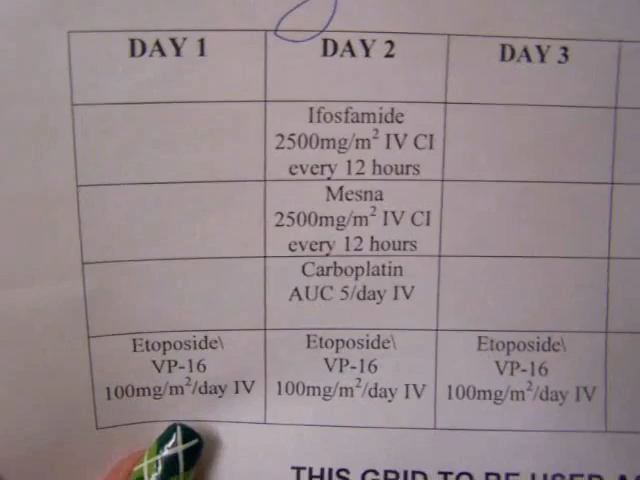 DAY 1
DAY 2
DAY 3
Ifosfamide
2500mg/m² IV CI
every 12 hours
Mesna
2500mg/m² IV CI
every 12 hours
Carboplatin
AUC 5/day IV
Etoposide\
VP-16
100mg/m²/day IV
Etoposide\
VP-16
100mg/m²/day IV
Etoposide\
VP-16
100mg/m²/day IV
THIS GRID TO BE USED